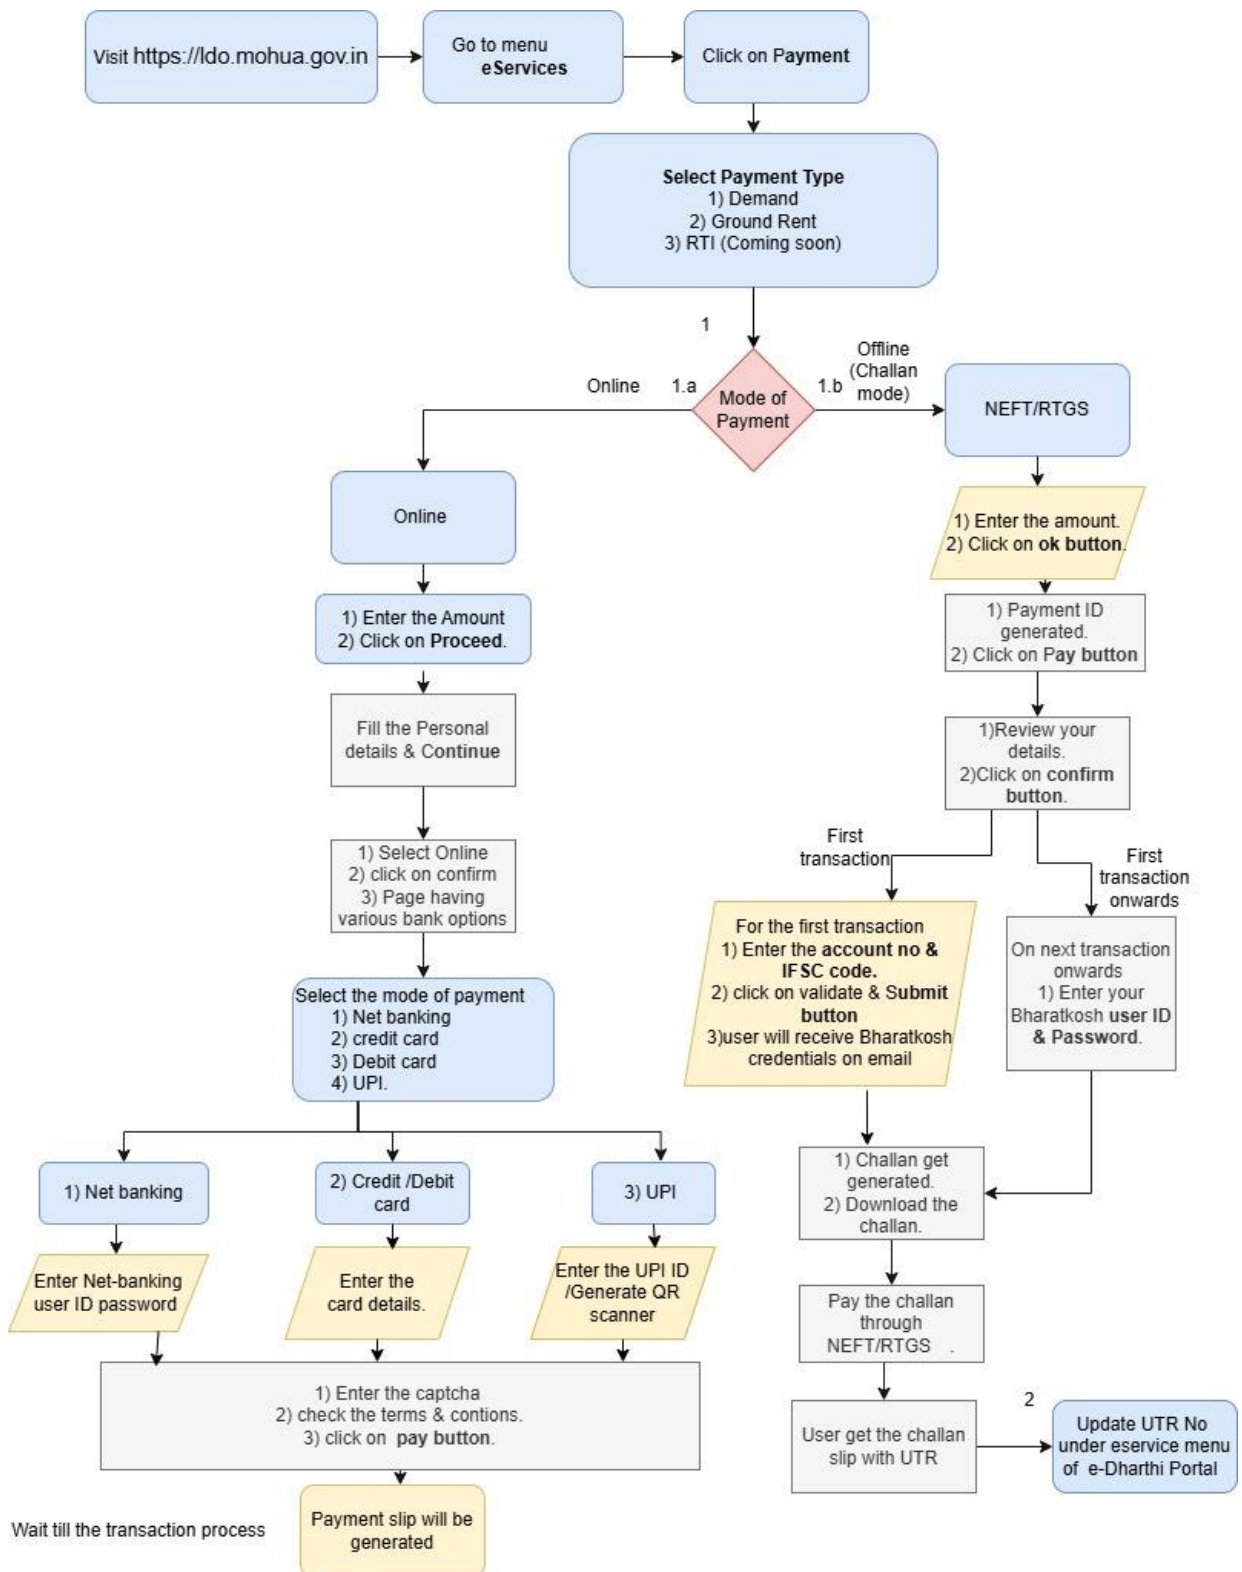 Visit https://ldo.mohua.gov.in
Go to menu
eServices
Click on Payment
Select Payment Type
1) Demand
2) Ground Rent
3) RTI (Coming soon)
1
Mode of
Payment
Online
1.a
1.b
Offline
(Challan
mode)
NEFT/RTGS
Online
1) Enter the Amount
2) Click on Proceed.
Fill the Personal
details & Continue
1) Select Online
2) click on confirm
3) Page having
various bank options
Select the mode of payment
1) Net banking
2) credit card
3) Debit card
4) UPI.
1) Net banking
2) Credit /Debit
card
3) UPI
Enter Net-banking
user ID password
Enter the
card details.
Enter the UPI ID
/Generate QR
scanner
1) Enter the captcha
2) check the terms & contions.
3) click on pay button.
Payment slip will be
generated
Wait till the transaction process
1) Enter the amount.
2) Click on ok button.
1) Payment ID
generated.
2) Click on Pay button
1)Review your
details.
2)Click on confirm
button.
First
transaction
First
transaction
onwards
For the first transaction
1) Enter the account no &
IFSC code.
2) click on validate & Submit
button
3)user will receive Bharatkosh
credentials on email
On next transaction
onwards
1) Enter your
Bharatkosh user ID
& Password.
1) Challan get
generated.
2) Download the
challan.
Pay the challan
through
NEFT/RTGS .
User get the challan
slip with UTR
2
Update UTR No
under eservice menu
of e-Dharthi Portal